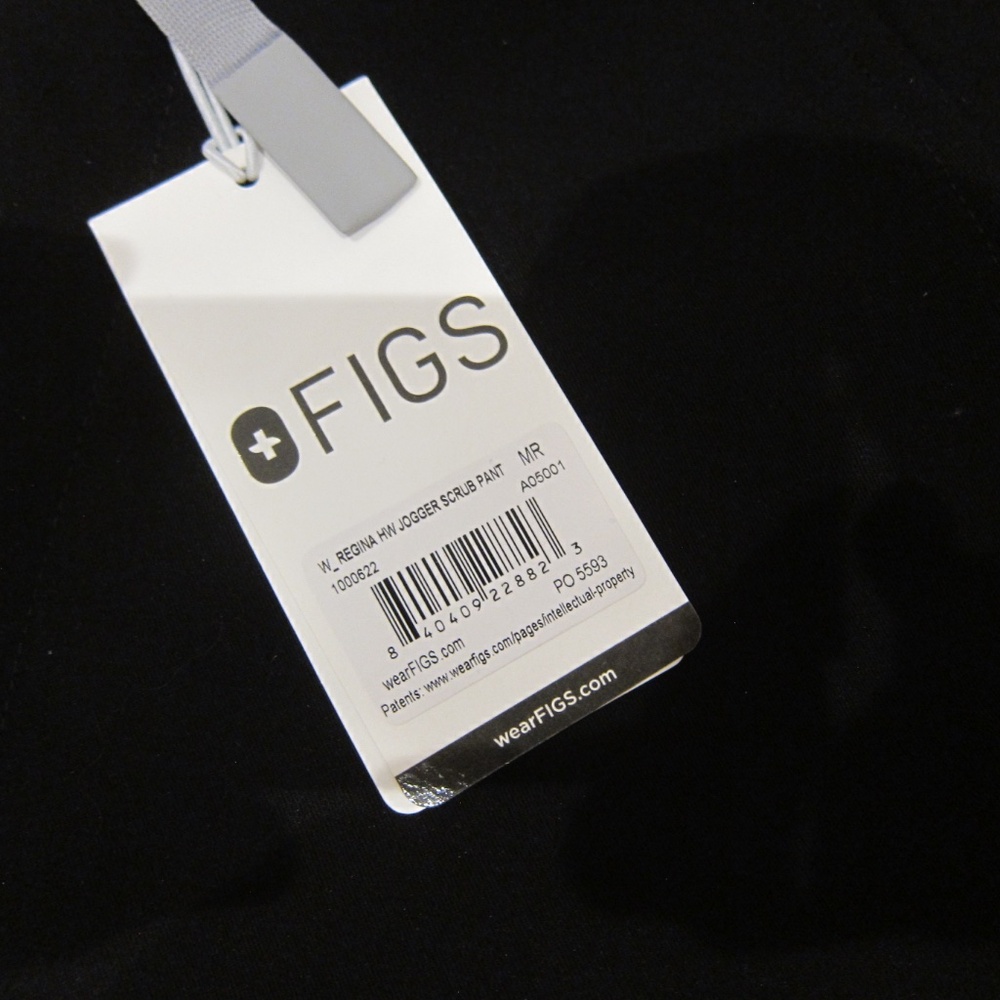 FIGS
W_REGINA HW JOGGER SCRUB PANT MR
1000622 A05001
8 40409 22882 3
wearFIGS.com PO 5593
Patents: www.wearfigs.com/pages/intellectual-property
wearFIGS.com